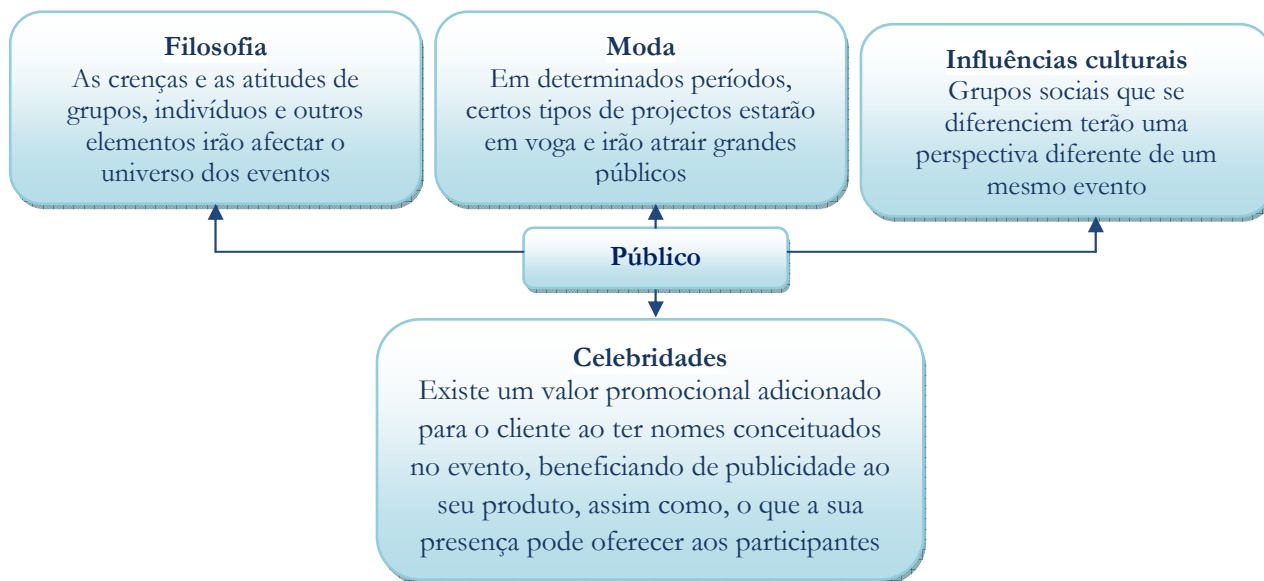 Filosofia
As crenças e as atitudes de
grupos, indivíduos e outros
elementos irão afectar o
universo dos eventos
Moda
Em determinados períodos,
certos tipos de projectos estarão
em voga e irão atrair grandes
públicos
Influências culturais
Grupos sociais que se
diferenciem terão uma
perspectiva diferente de um
mesmo evento
Público
Celebridades
Existe um valor promocional adicionado
para o cliente ao ter nomes conceituados
no evento, beneficiando de publicidade ao
seu produto, assim como, o que a sua
presença pode oferecer aos participantes